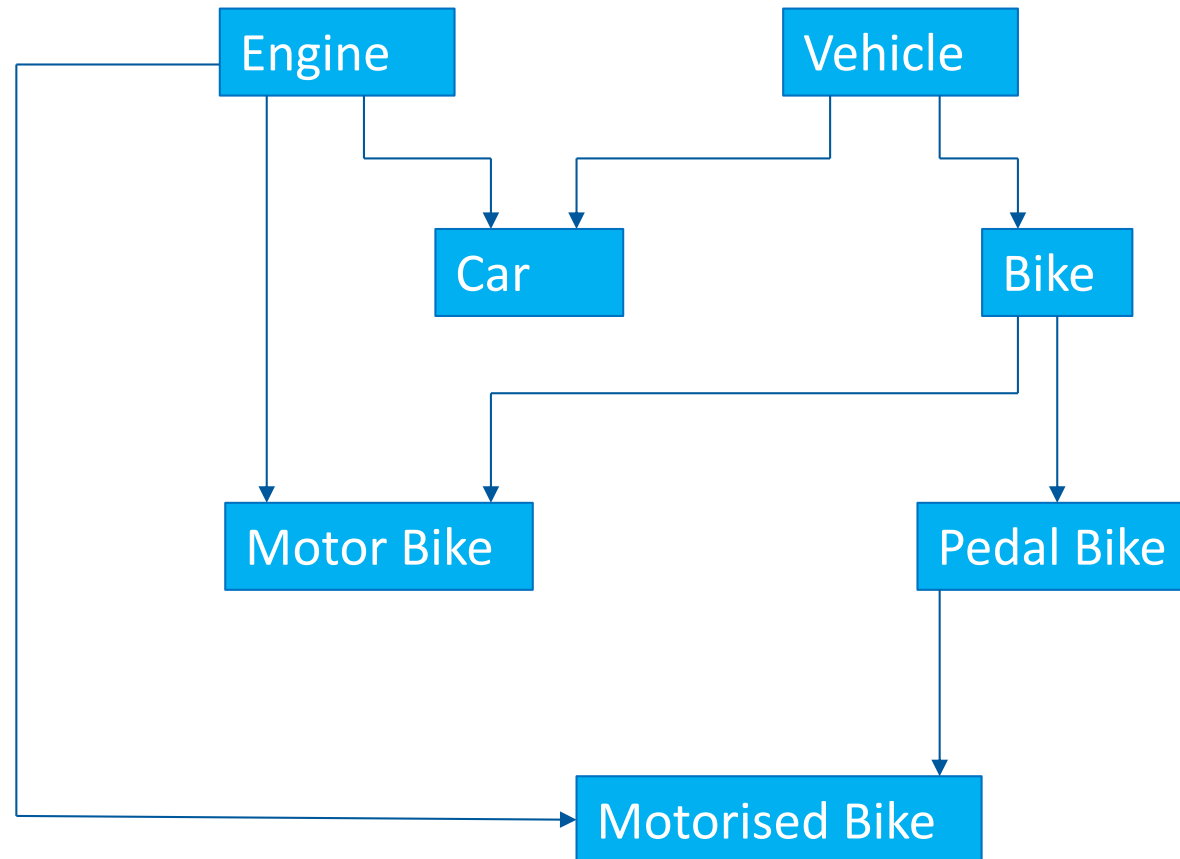 Engine
Vehicle
Car
Bike
Motor Bike
Pedal Bike
Motorised Bike